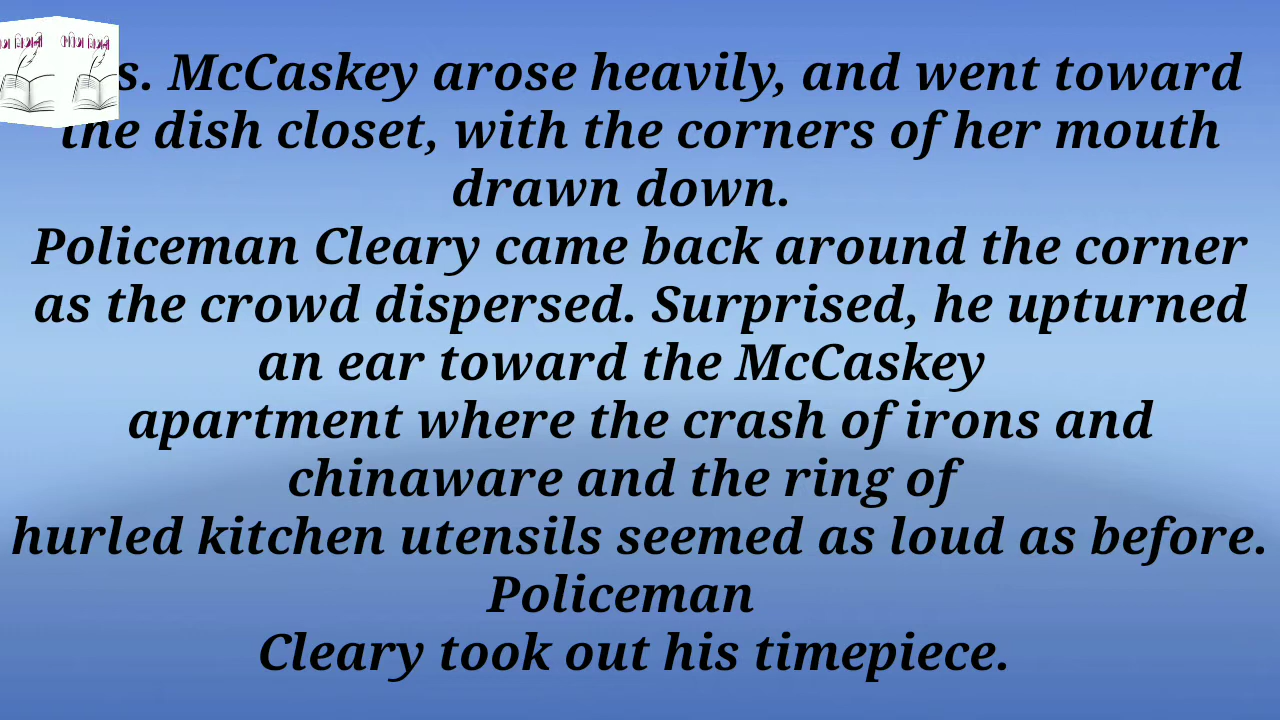 s. McCaskey arose heavily, and went toward
the dish closet, with the corners of her mouth
drawn down.
Policeman Cleary came back around the corner
as the crowd dispersed. Surprised, he upturned
an ear toward the McCaskey
apartment where the crash of irons and
chinaware and the ring of
hurled kitchen utensils seemed as loud as before.
Policeman
Cleary took out his timepiece.